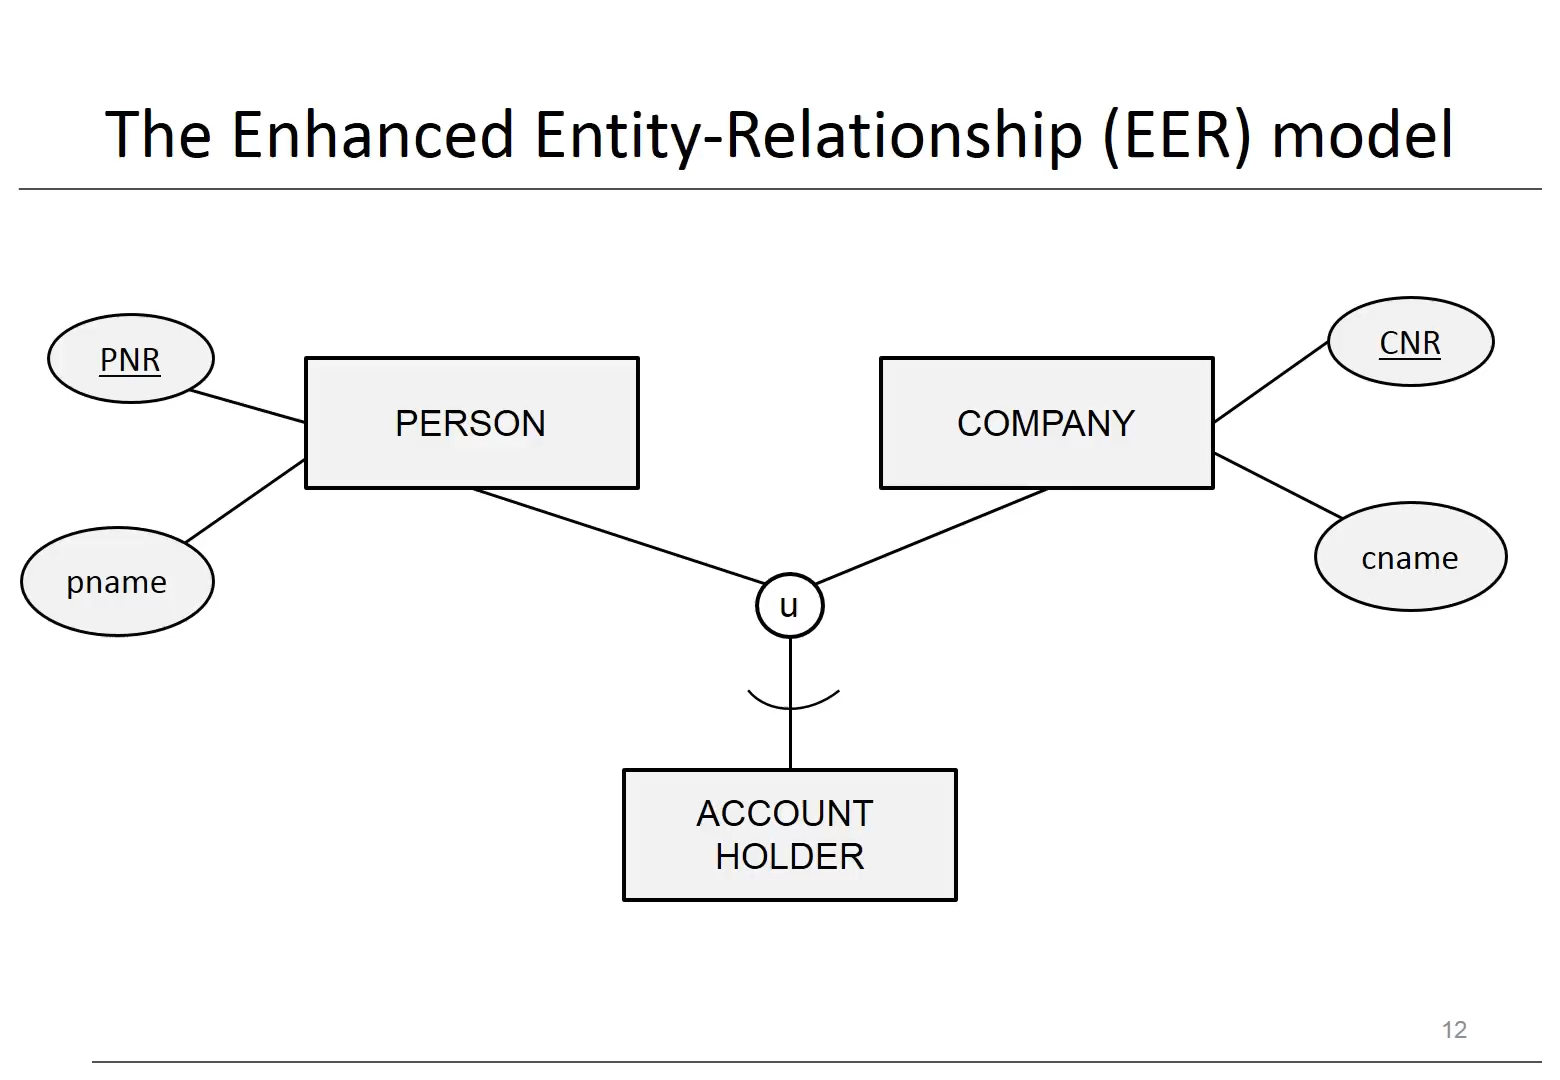 The Enhanced Entity-Relationship (EER) model
PNR
PERSON
COMPANY
CNR
pname
cname
u
ACCOUNT
HOLDER
12